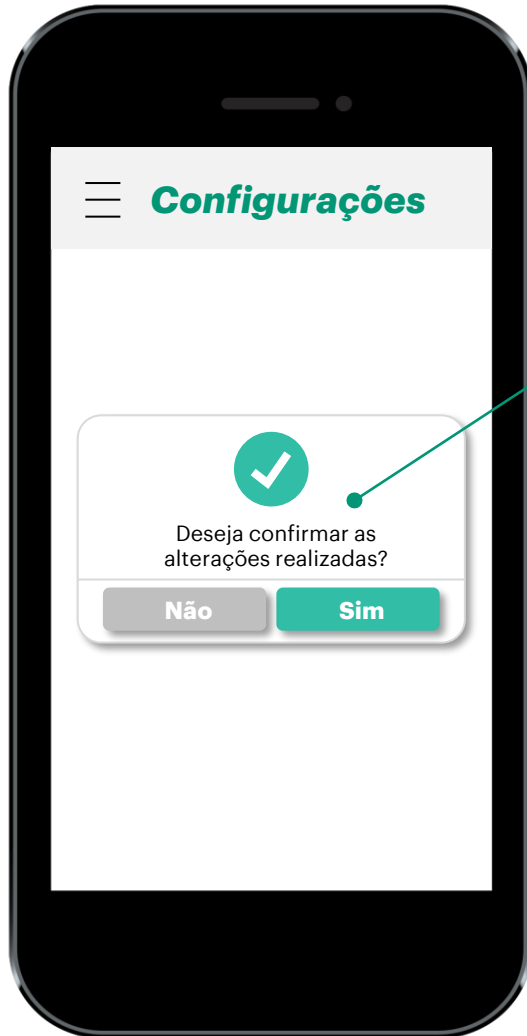 Configurações
Deseja confirmar as
alterações realizadas?
Não
Sim